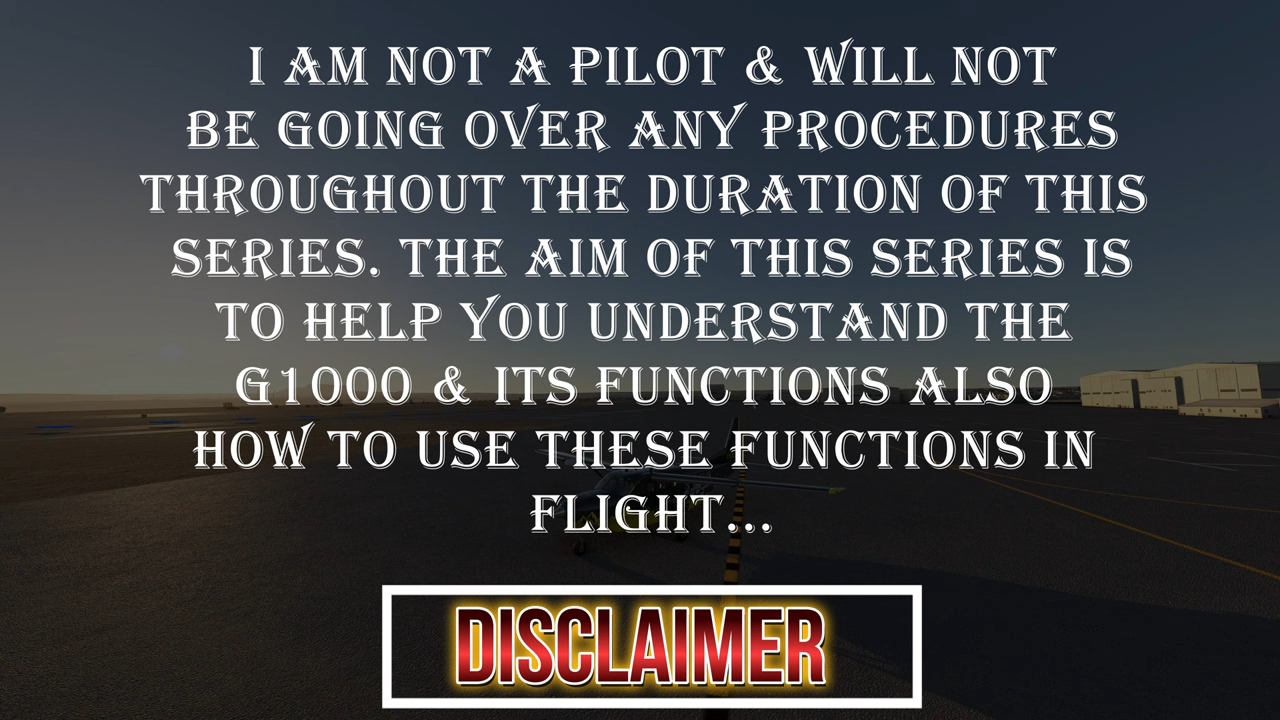 I AM NOT A PILOT & WILL NOT
BE GOING OVER ANY PROCEDURES
THROUGHOUT THE DURATION OF THIS
SERIES. THE AIM OF THIS SERIES IS
TO HELP YOU UNDERSTAND THE
G1000 & ITS FUNCTIONS ALSO
HOW TO USE THESE FUNCTIONS IN
FLIGHT...
DISCLAIMER